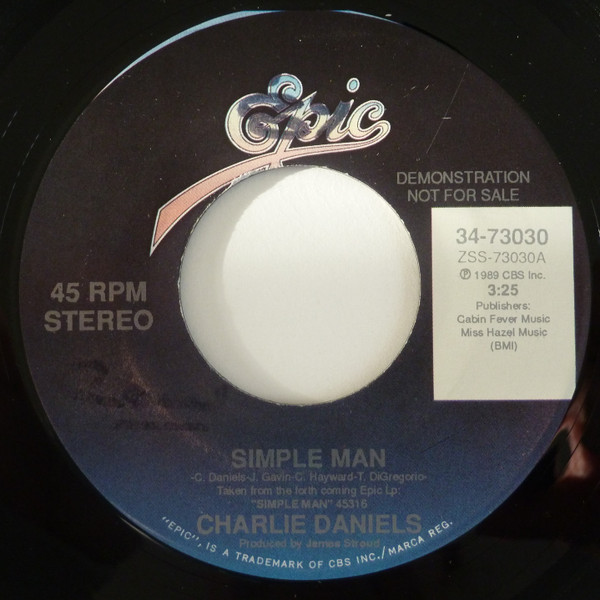 Epic
DEMONSTRATION
NOT FOR SALE
34-73030
ZSS-73030A
℗ 1989 CBS Inc.
3:25
Publishers:
Cabin Fever Music
Miss Hazel Music
(BMI)
45 RPM
STEREO
SIMPLE MAN
-C. Daniels-J. Gavin-C. Hayward-T. DiGregorio-
Taken from the forth coming Epic Lp:
"SIMPLE MAN" 45316
CHARLIE DANIELS
Produced by James Stroud
"EPIC", IS A TRADEMARK OF CBS INC./MARCA REG.